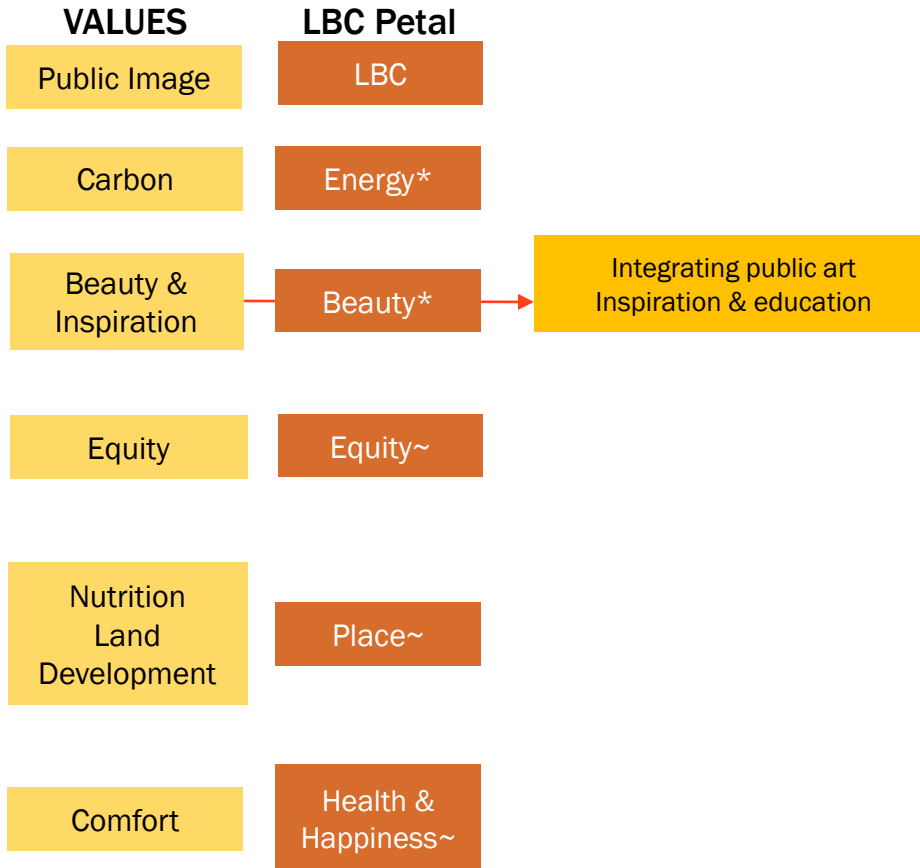 VALUES
LBC Petal
Public Image
LBC
Carbon
Energy*
Beauty &
Inspiration
Beauty*
Integrating public art
Inspiration & education
Equity
Equity~
Nutrition
Land
Development
Place~
Comfort
Health &
Happiness~